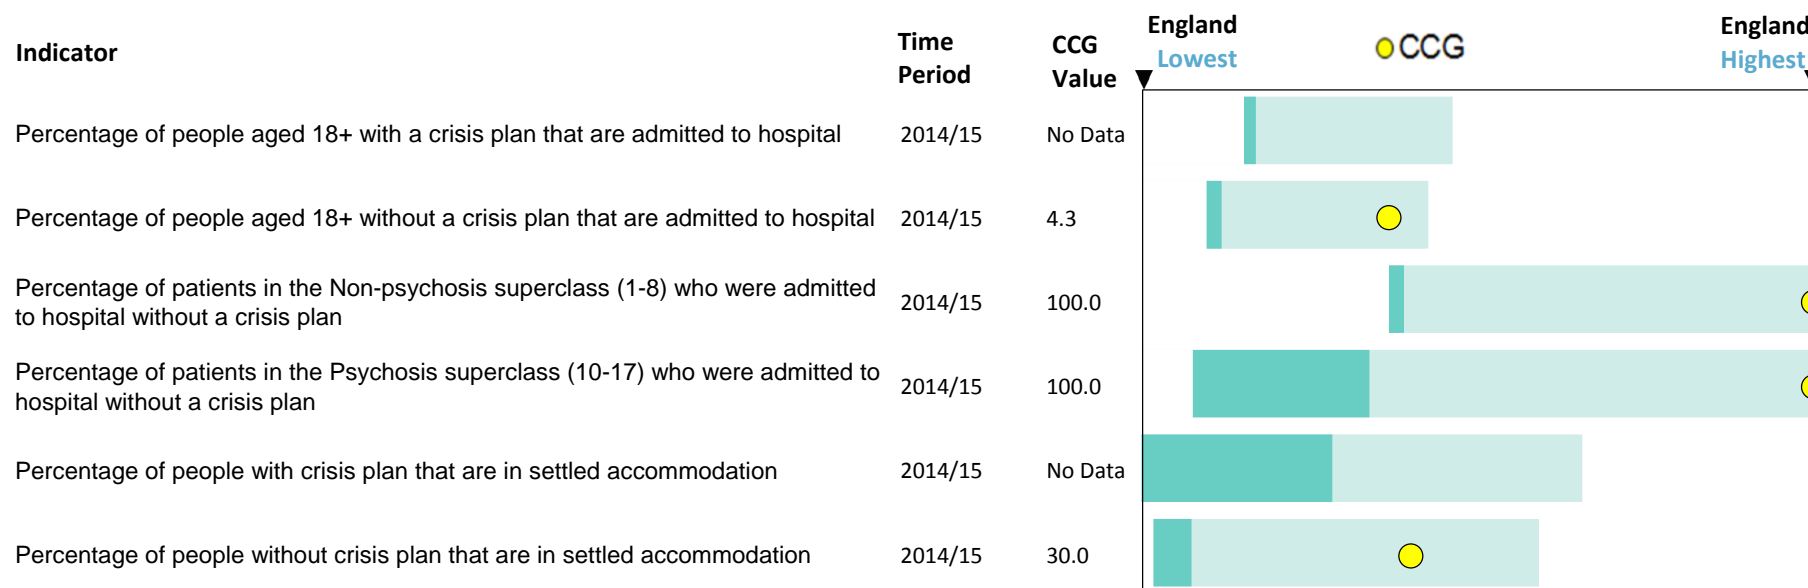 Indicator
Time
Period
CCG
Value
England
Lowest
CCG
England
Highest
Percentage of people aged 18+ with a crisis plan that are admitted to hospital 2014/15 No Data
Percentage of people aged 18+ without a crisis plan that are admitted to hospital 2014/15 4.3
Percentage of patients in the Non-psychosis superclass (1-8) who were admitted
to hospital without a crisis plan 2014/15 100.0
Percentage of patients in the Psychosis superclass (10-17) who were admitted to
hospital without a crisis plan 2014/15 100.0
Percentage of people with crisis plan that are in settled accommodation 2014/15 No Data
Percentage of people without crisis plan that are in settled accommodation 2014/15 30.0